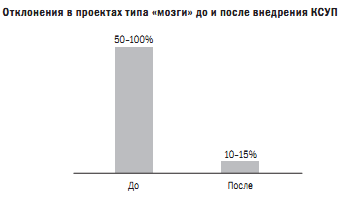 Отклонения в проектах типа «мозги» до и после внедрения КСУП
50–100%
10–15%
До
После